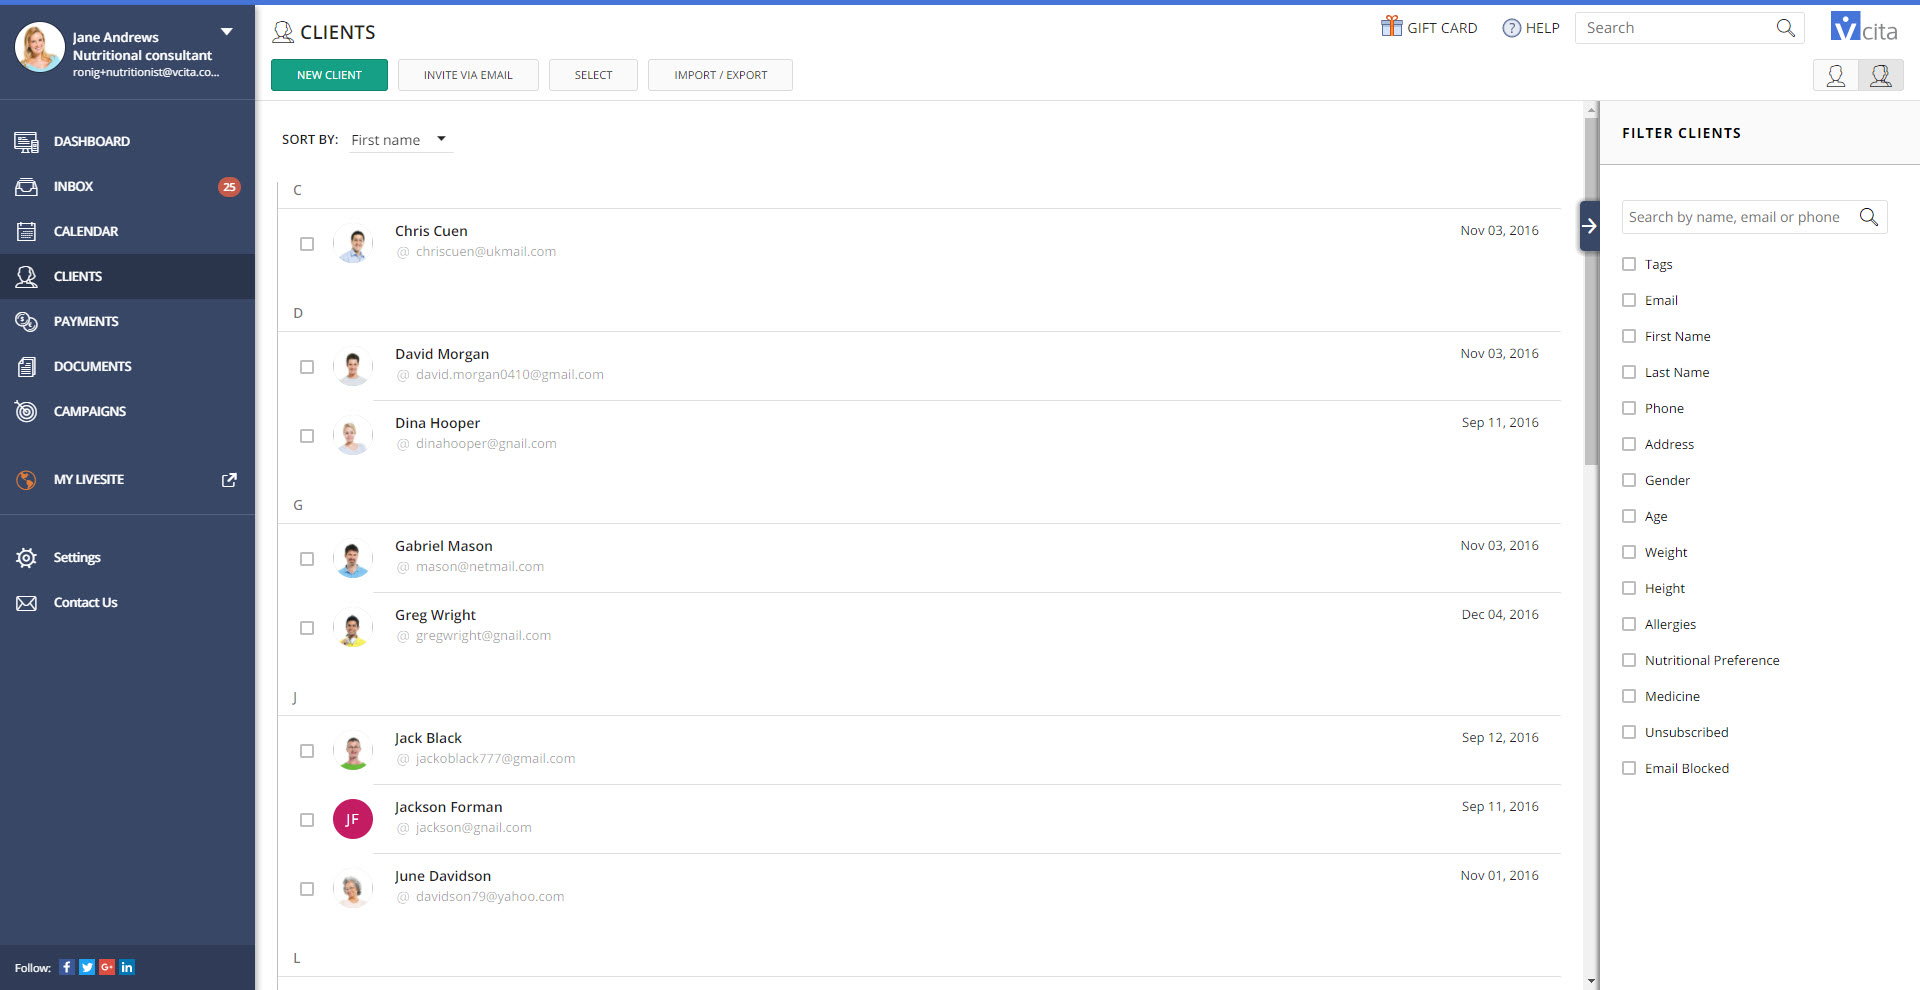 Jane Andrews
Nutritional consultant
ronig+nutritionist@vcita.co...
DASHBOARD
INBOX 25
CALENDAR
CLIENTS
PAYMENTS
DOCUMENTS
CAMPAIGNS
MY LIVESITE
Settings
Contact Us
Follow: f G+ in
CLIENTS
GIFT CARD
? HELP
Search
vcita
NEW CLIENT
INVITE VIA EMAIL
SELECT
IMPORT / EXPORT
SORT BY: First name
C
Chris Cuen Nov 03, 2016
@ chriscuen@ukmail.com
D
David Morgan Nov 03, 2016
@ david.morgan0410@gmail.com
Dina Hooper Sep 11, 2016
@ dinahooper@gnail.com
G
Gabriel Mason Nov 03, 2016
@ mason@netmail.com
Greg Wright Dec 04, 2016
@ gregwright@gnail.com
J
Jack Black Sep 12, 2016
@ jackoblack777@gmail.com
JF Jackson Forman Sep 11, 2016
@ jackson@gnail.com
June Davidson Nov 01, 2016
@ davidson79@yahoo.com
L
FILTER CLIENTS
Search by name, email or phone
Tags
Email
First Name
Last Name
Phone
Address
Gender
Age
Weight
Height
Allergies
Nutritional Preference
Medicine
Unsubscribed
Email Blocked